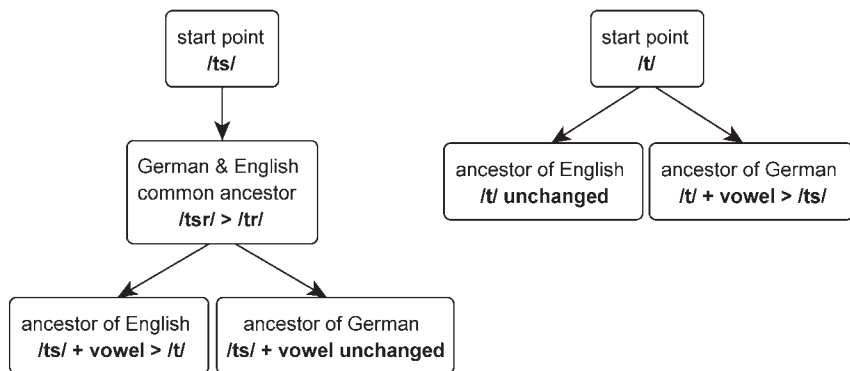 start point
/ts/
German & English
common ancestor
/tsr/ > /tr/
ancestor of English
/ts/ + vowel > /t/
ancestor of German
/ts/ + vowel unchanged
start point
/t/
ancestor of English
/t/ unchanged
ancestor of German
/t/ + vowel > /ts/